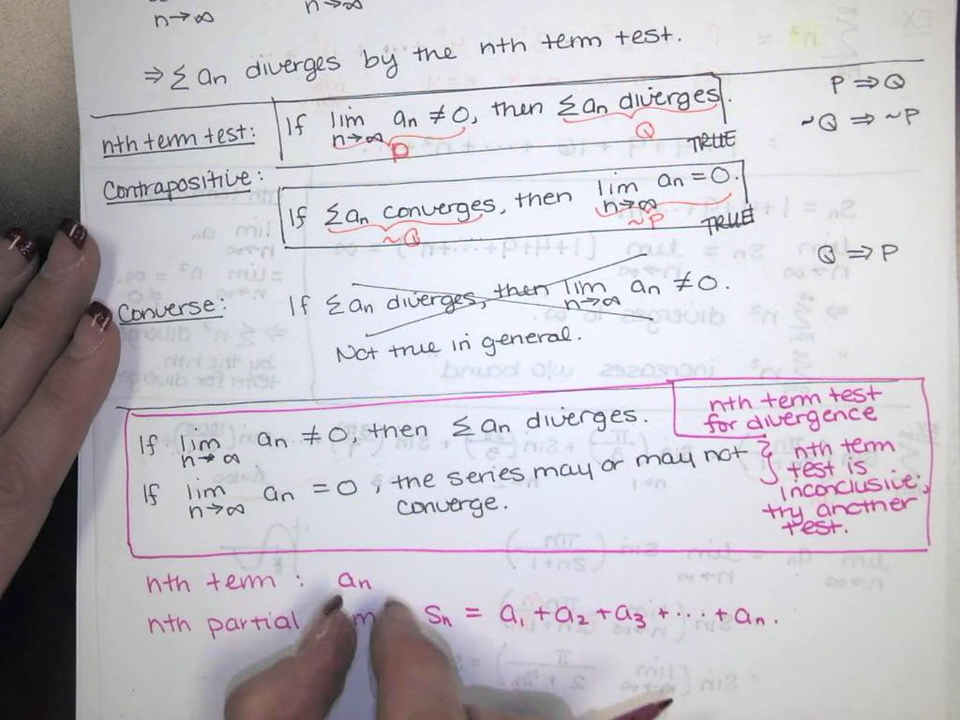 n→∞ n→∞
⇒ Σ an diverges by the nth term test.
nth term test: If lim n→∞ an ≠ 0, then Σ an diverges. P ⇒ Q
P Q TRUE ~Q ⇒ ~P
Contrapositive: If Σ an converges, then lim n→∞ an = 0.
~Q ~P TRUE
Q ⇒ P
Converse: If Σ an diverges, then lim n→∞ an ≠ 0.
Not true in general.
nth term test
for divergence
If lim n→∞ an ≠ 0, then Σ an diverges.
If lim n→∞ an = 0, the series may or may not
converge.
} nth term
test is
inconclusive,
try another
test.
nth term : an
nth partial Sn = a1 + a2 + a3 + ... + an.